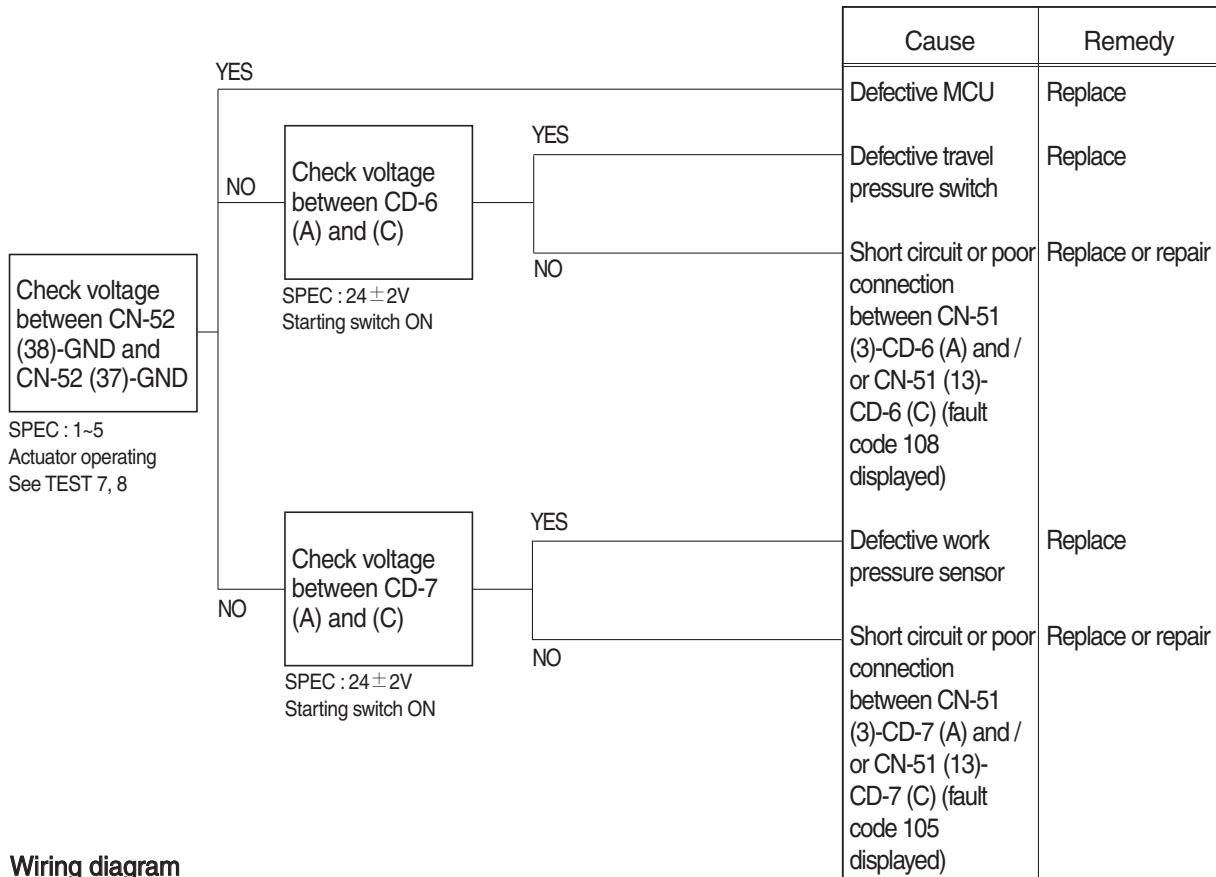 Cause
Remedy
YES
Defective MCU
Replace
YES
Check voltage
between CD-6
(A) and (C)
NO
Defective travel
pressure switch
Replace
NO
SPEC : 24±2V
Starting switch ON
Short circuit or poor
connection
between CN-51
(3)-CD-6 (A) and /
or CN-51 (13)-
CD-6 (C) (fault
code 108
displayed)
Replace or repair
Check voltage
between CN-52
(38)-GND and
CN-52 (37)-GND
SPEC : 1~5
Actuator operating
See TEST 7, 8
YES
Check voltage
between CD-7
(A) and (C)
NO
Defective work
pressure sensor
Replace
NO
SPEC : 24±2V
Starting switch ON
Short circuit or poor
connection
between CN-51
(3)-CD-7 (A) and /
or CN-51 (13)-
CD-7 (C) (fault
code 105
displayed)
Replace or repair
Wiring diagram